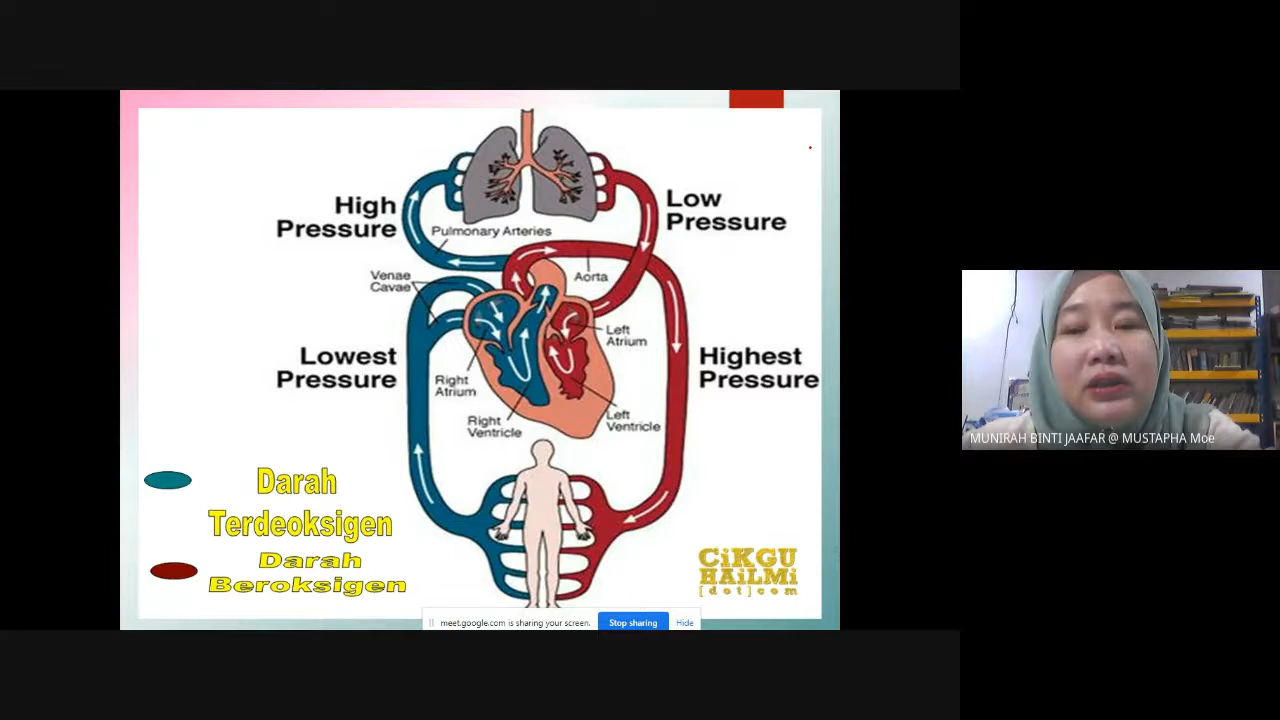 High
Pressure
Low
Pressure
Pulmonary Arteries
Venae
Cavae
Aorta
Left
Atrium
Lowest
Pressure
Highest
Pressure
Right
Atrium
Right
Ventricle
Left
Ventricle
Darah
Terdeoksigen
Darah
Beroksigen
CiKGU
HAiLMi
[dot]com
meet.google.com is sharing your screen.
Stop sharing
Hide
MUNIRAH BINTI JAAFAR @ MUSTAPHA Moe